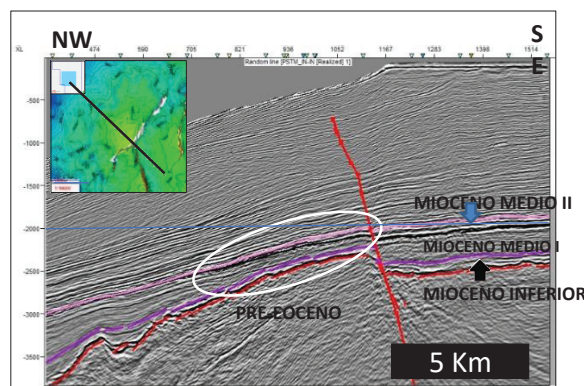 NW
S
E
XL 474 590 705 821 936 1052 1167 1283 1398 1514
Random line [PSTM_IN-IN [Realized] 1]
-500
-1000
-1500
-2000
-2500
-3000
-3500
MIOCENO MEDIO II
MIOCENO MEDIO I
MIOCENO INFERIOR
PRE-EOCENO
5 Km